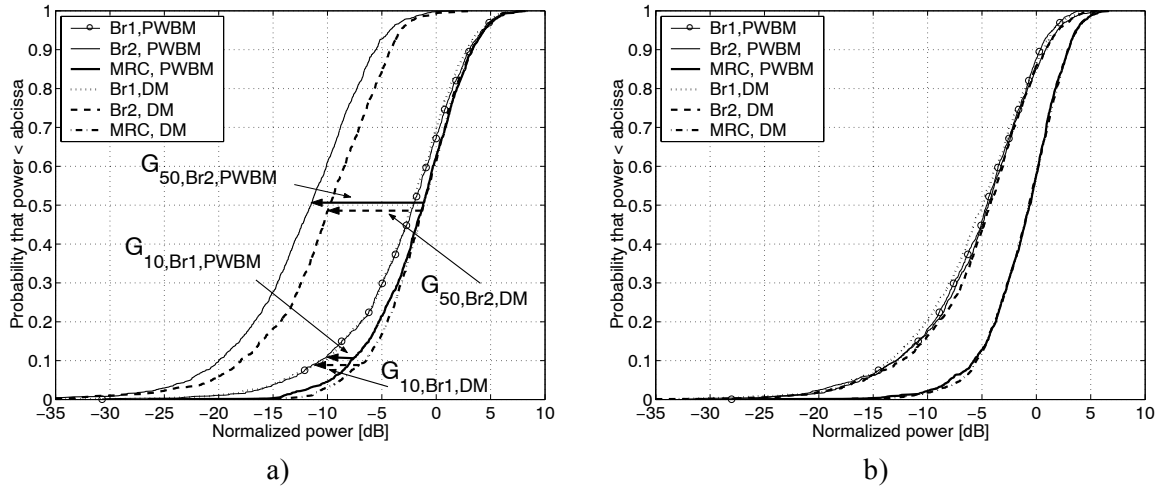 Probability that power < abcissa
1
0.9
0.8
0.7
0.6
0.5
0.4
0.3
0.2
0.1
0
Br1,PWBM
Br2, PWBM
MRC, PWBM
Br1,DM
Br2, DM
MRC, DM
G50,Br2,PWBM
G10,Br1,PWBM
G50,Br2,DM
G10,Br1,DM
−35 −30 −25 −20 −15 −10 −5 0 5 10
Normalized power [dB]
a)
Probability that power < abcissa
1
0.9
0.8
0.7
0.6
0.5
0.4
0.3
0.2
0.1
0
Br1,PWBM
Br2, PWBM
MRC, PWBM
Br1,DM
Br2, DM
MRC, DM
−35 −30 −25 −20 −15 −10 −5 0 5 10
Normalized power [dB]
b)